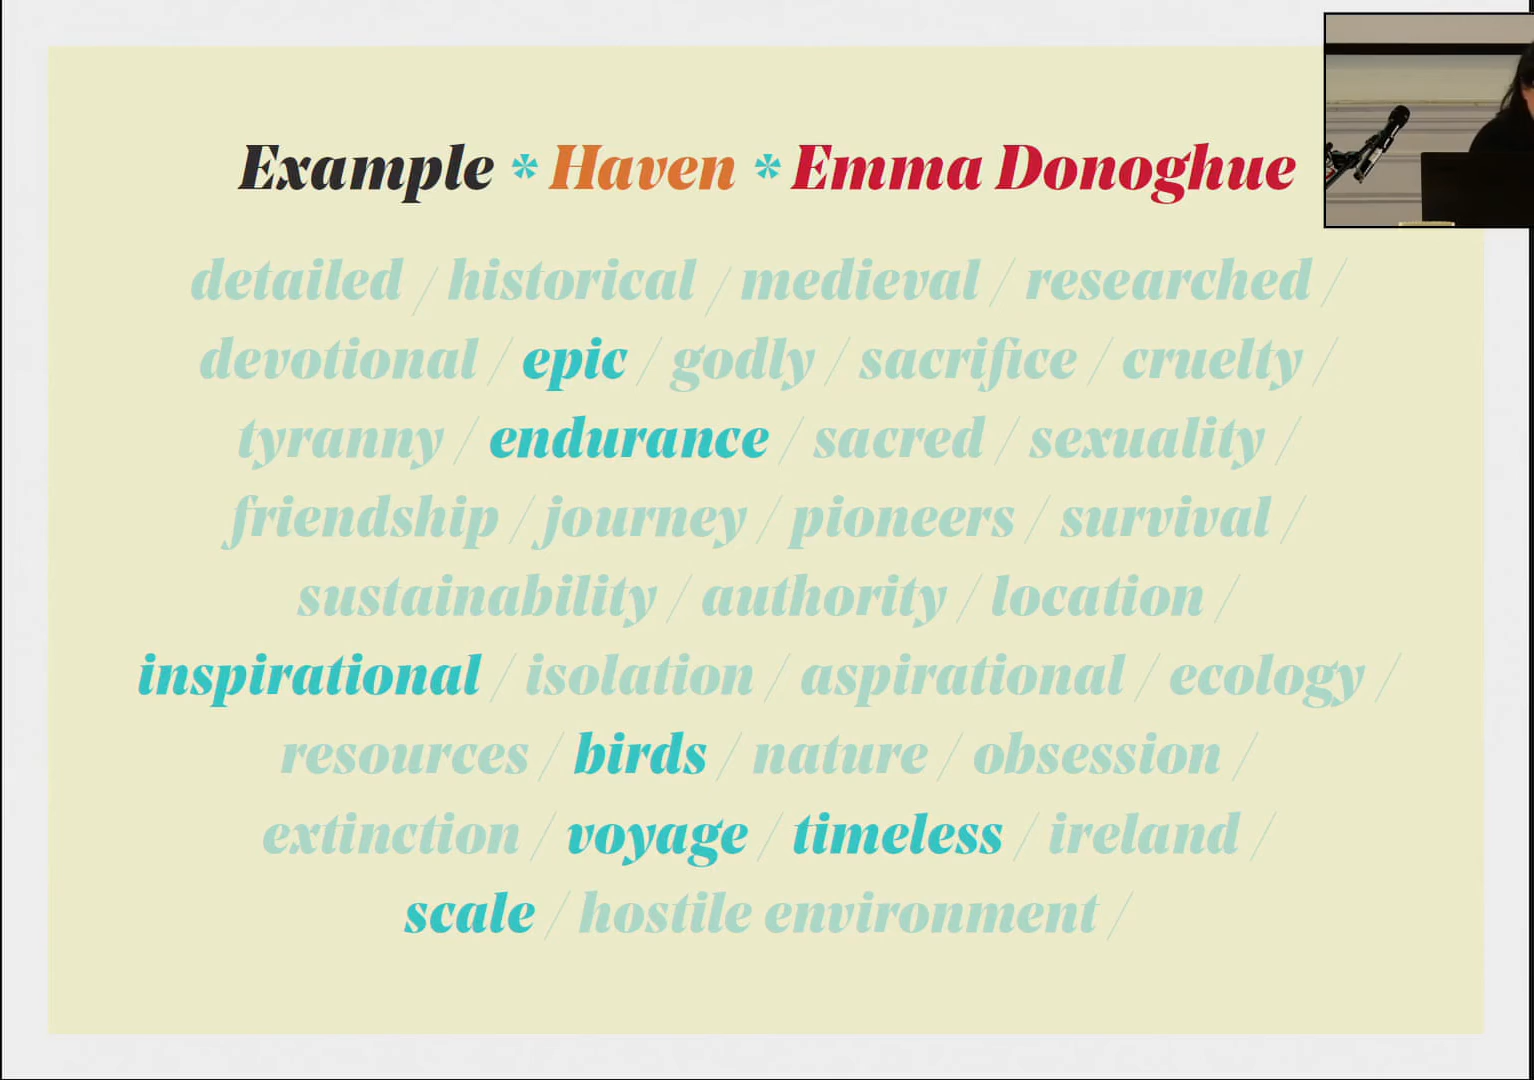 Example * Haven * Emma Donoghue
detailed / historical / medieval / researched /
devotional / epic / godly / sacrifice / cruelty /
tyranny / endurance / sacred / sexuality /
friendship / journey / pioneers / survival /
sustainability / authority / location /
inspirational / isolation / aspirational / ecology /
resources / birds / nature / obsession /
extinction / voyage / timeless / ireland /
scale / hostile environment /